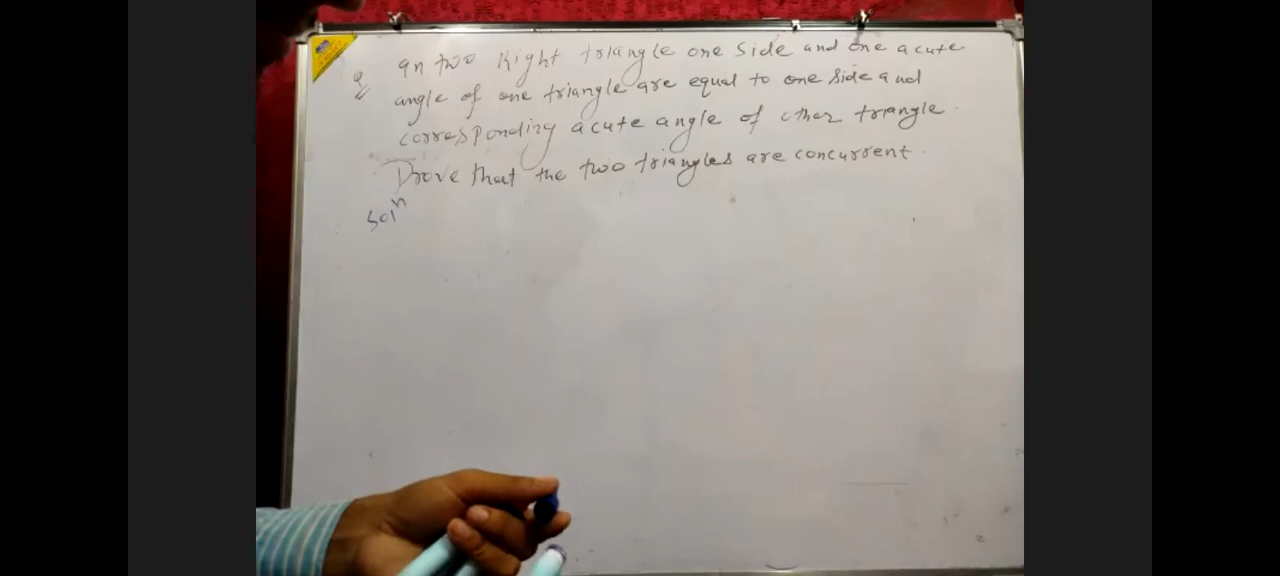 Q In two Right triangle one side and one acute
angle of one triangle are equal to one side and
corresponding acute angle of other triangle.
Prove that the two triangles are concurrent.
Solⁿ